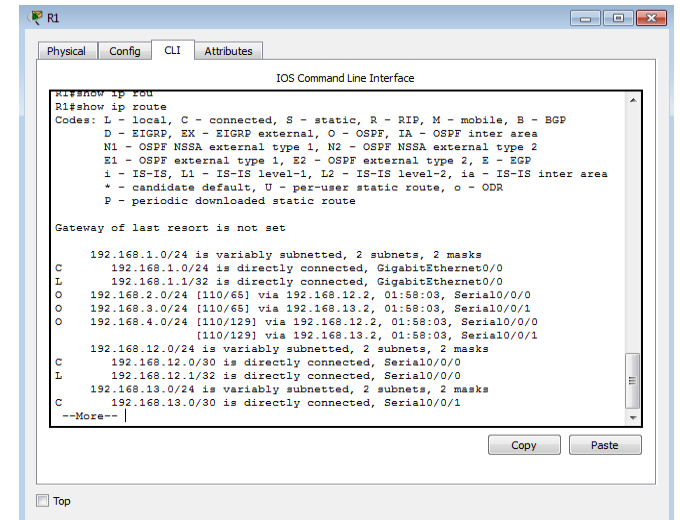 R1
Physical Config CLI Attributes
IOS Command Line Interface
R1#show ip rou
R1#show ip route
Codes: L - local, C - connected, S - static, R - RIP, M - mobile, B - BGP
       D - EIGRP, EX - EIGRP external, O - OSPF, IA - OSPF inter area
       N1 - OSPF NSSA external type 1, N2 - OSPF NSSA external type 2
       E1 - OSPF external type 1, E2 - OSPF external type 2, E - EGP
       i - IS-IS, L1 - IS-IS level-1, L2 - IS-IS level-2, ia - IS-IS inter area
       * - candidate default, U - per-user static route, o - ODR
       P - periodic downloaded static route
Gateway of last resort is not set
     192.168.1.0/24 is variably subnetted, 2 subnets, 2 masks
C       192.168.1.0/24 is directly connected, GigabitEthernet0/0
L       192.168.1.1/32 is directly connected, GigabitEthernet0/0
O    192.168.2.0/24 [110/65] via 192.168.12.2, 01:58:03, Serial0/0/0
O    192.168.3.0/24 [110/65] via 192.168.13.2, 01:58:03, Serial0/0/1
O    192.168.4.0/24 [110/129] via 192.168.12.2, 01:58:03, Serial0/0/0
                    [110/129] via 192.168.13.2, 01:58:03, Serial0/0/1
     192.168.12.0/24 is variably subnetted, 2 subnets, 2 masks
C       192.168.12.0/30 is directly connected, Serial0/0/0
L       192.168.12.1/32 is directly connected, Serial0/0/0
     192.168.13.0/24 is variably subnetted, 2 subnets, 2 masks
C       192.168.13.0/30 is directly connected, Serial0/0/1
 --More--
Copy Paste
Top